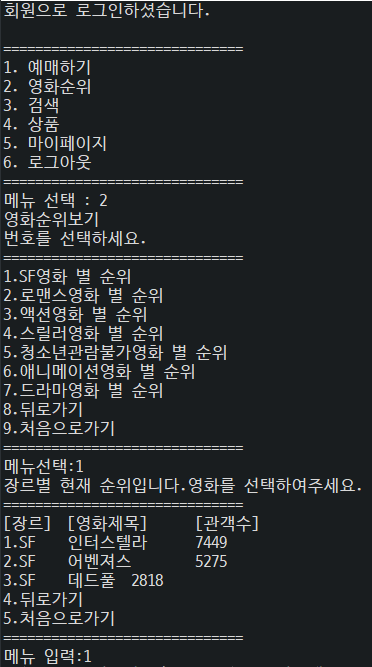 회원으로 로그인하셨습니다.
==============================
1. 예매하기
2. 영화순위
3. 검색
4. 상품
5. 마이페이지
6. 로그아웃
==============================
메뉴 선택 : 2
영화순위보기
번호를 선택하세요.
==============================
1.SF영화 별 순위
2.로맨스영화 별 순위
3.액션영화 별 순위
4.스릴러영화 별 순위
5.청소년관람불가영화 별 순위
6.애니메이션영화 별 순위
7.드라마영화 별 순위
8.뒤로가기
9.처음으로가기
==============================
메뉴선택:1
장르별 현재 순위입니다.영화를 선택하여주세요.
==============================
[장르] [영화제목] [관객수]
1.SF 인터스텔라 7449
2.SF 어벤져스 5275
3.SF 데드풀 2818
4.뒤로가기
5.처음으로가기
==============================
메뉴 입력:1